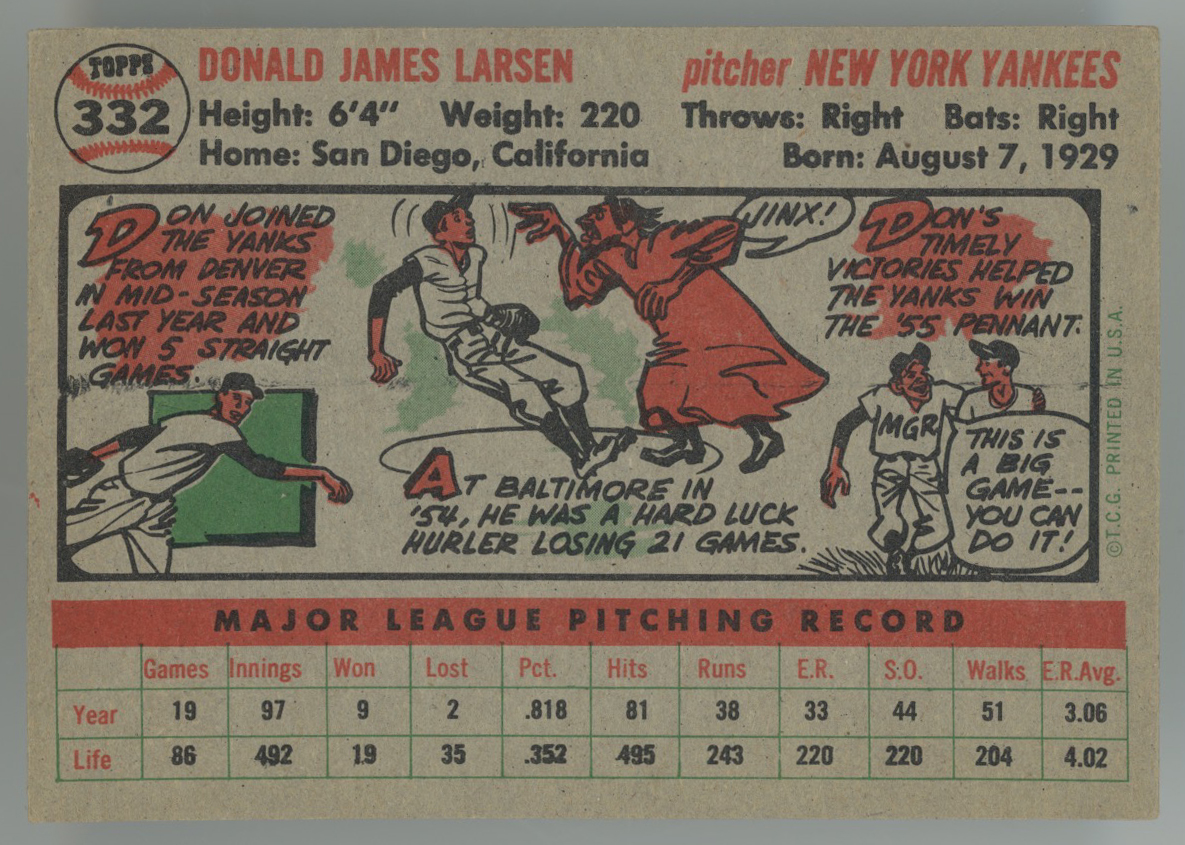 TOPPS
332
DONALD JAMES LARSEN
pitcher NEW YORK YANKEES
Height: 6'4" Weight: 220
Throws: Right Bats: Right
Home: San Diego, California
Born: August 7, 1929
DON JOINED
THE YANKS
FROM DENVER
IN MID-SEASON
LAST YEAR AND
WON 5 STRAIGHT
GAMES.
JINX!
AT BALTIMORE IN
'54, HE WAS A HARD LUCK
HURLER LOSING 21 GAMES.
DON'S
TIMELY
VICTORIES HELPED
THE YANKS WIN
THE '55 PENNANT.
MGR
THIS IS
A BIG
GAME--
YOU CAN
DO IT!
©T.C.G. PRINTED IN U.S.A.
MAJOR LEAGUE PITCHING RECORD
Games Innings Won Lost Pct. Hits Runs E.R. S.O. Walks E.R.Avg.
Year 19 97 9 2 .818 81 38 33 44 51 3.06
Life 86 492 19 35 .352 495 243 220 220 204 4.02